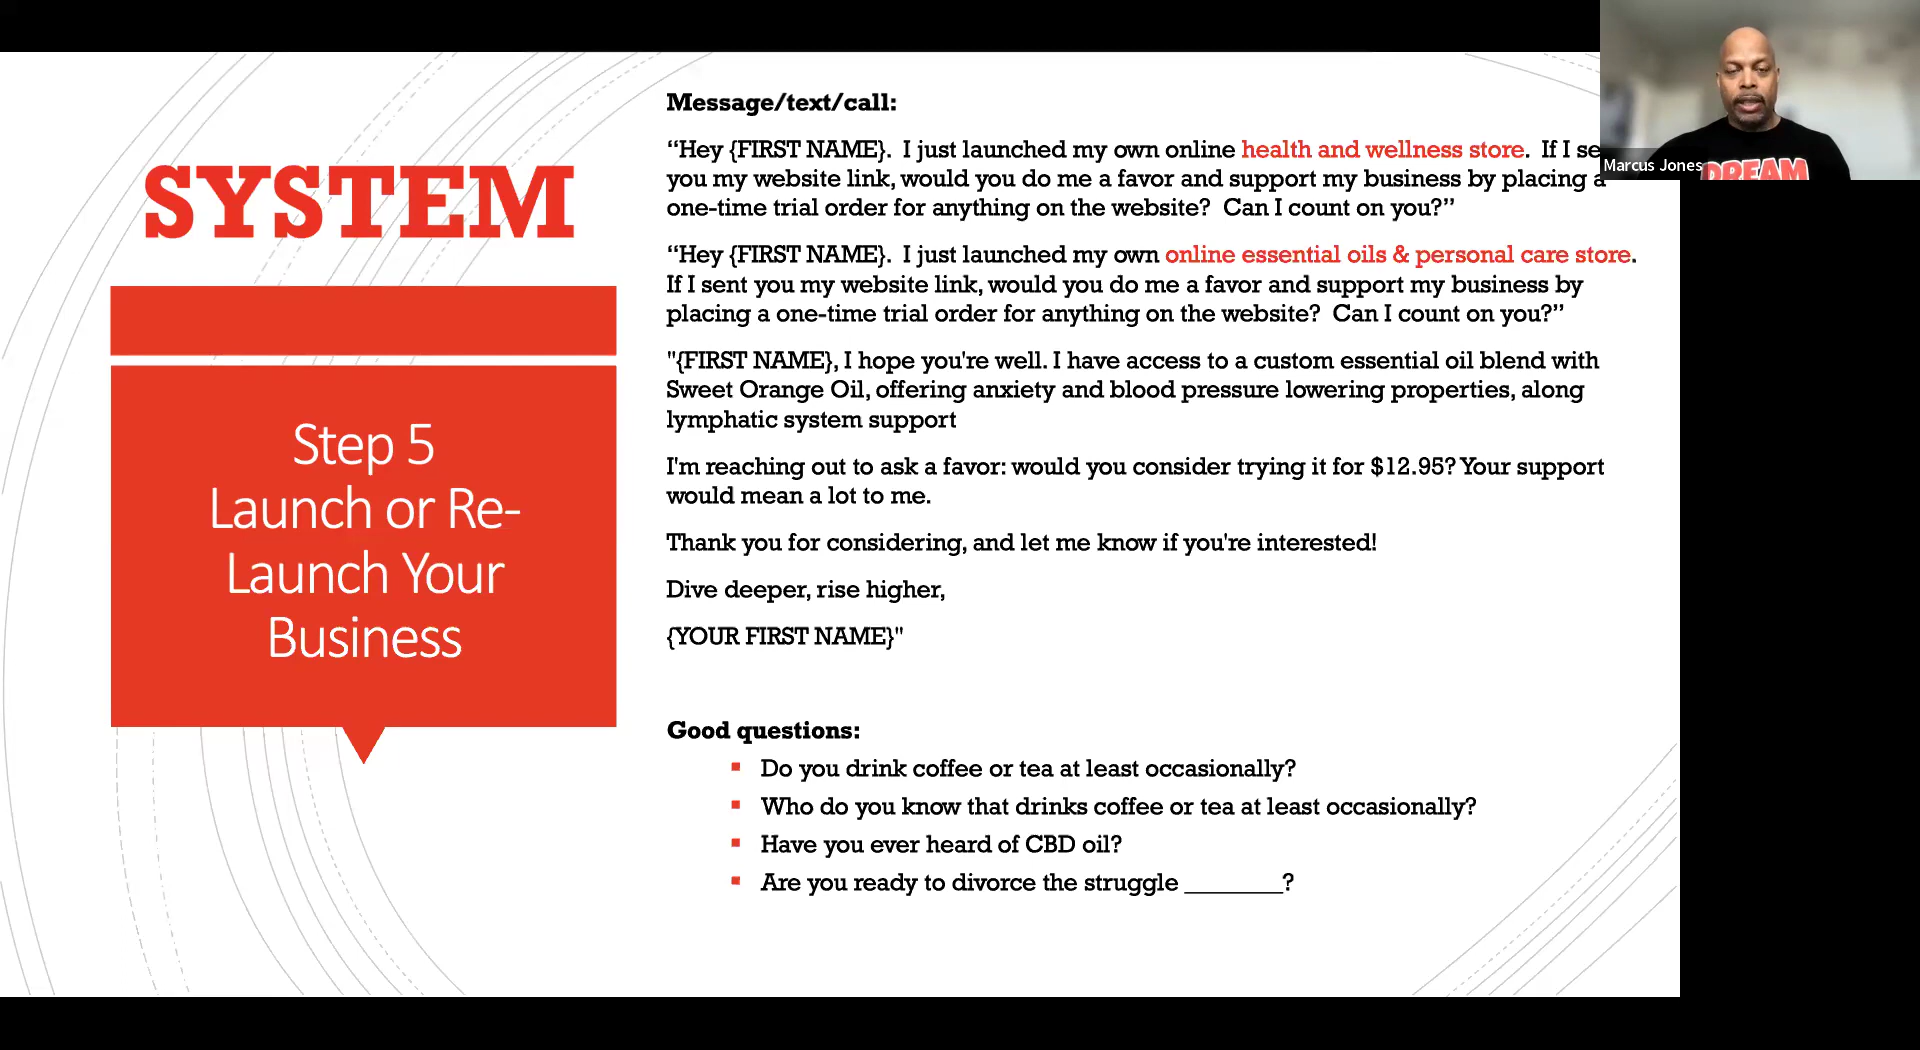 SYSTEM
Step 5
Launch or Re-
Launch Your
Business
Message/text/call:
“Hey {FIRST NAME}.  I just launched my own online health and wellness store.  If I se
you my website link, would you do me a favor and support my business by placing a
one-time trial order for anything on the website?  Can I count on you?”
“Hey {FIRST NAME}.  I just launched my own online essential oils & personal care store.
If I sent you my website link, would you do me a favor and support my business by
placing a one-time trial order for anything on the website?  Can I count on you?”
"{FIRST NAME}, I hope you're well. I have access to a custom essential oil blend with
Sweet Orange Oil, offering anxiety and blood pressure lowering properties, along
lymphatic system support
I'm reaching out to ask a favor: would you consider trying it for $12.95? Your support
would mean a lot to me.
Thank you for considering, and let me know if you're interested!
Dive deeper, rise higher,
{YOUR FIRST NAME}"
Good questions:
Do you drink coffee or tea at least occasionally?
Who do you know that drinks coffee or tea at least occasionally?
Have you ever heard of CBD oil?
Are you ready to divorce the struggle ________?
Marcus Jones
DREAM